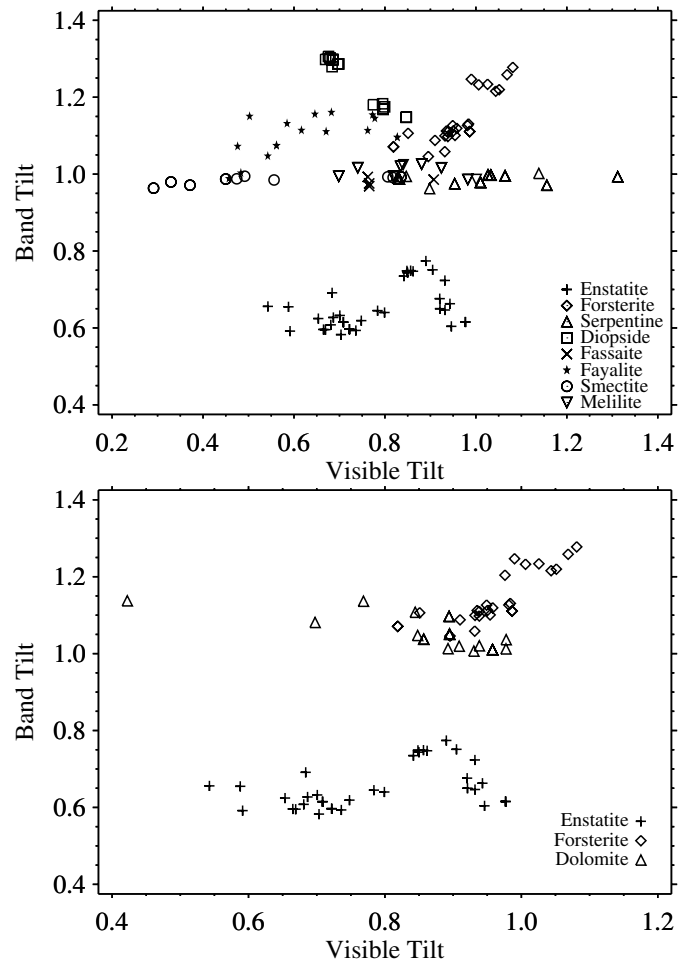 1.4
1.2
1.0
0.8
0.6
0.4
Band Tilt
Enstatite
Forsterite
Serpentine
Diopside
Fassaite
Fayalite
Smectite
Melilite
0.2 0.4 0.6 0.8 1.0 1.2 1.4
Visible Tilt
1.4
1.2
1.0
0.8
0.6
0.4
Band Tilt
Enstatite
Forsterite
Dolomite
0.4 0.6 0.8 1.0 1.2
Visible Tilt